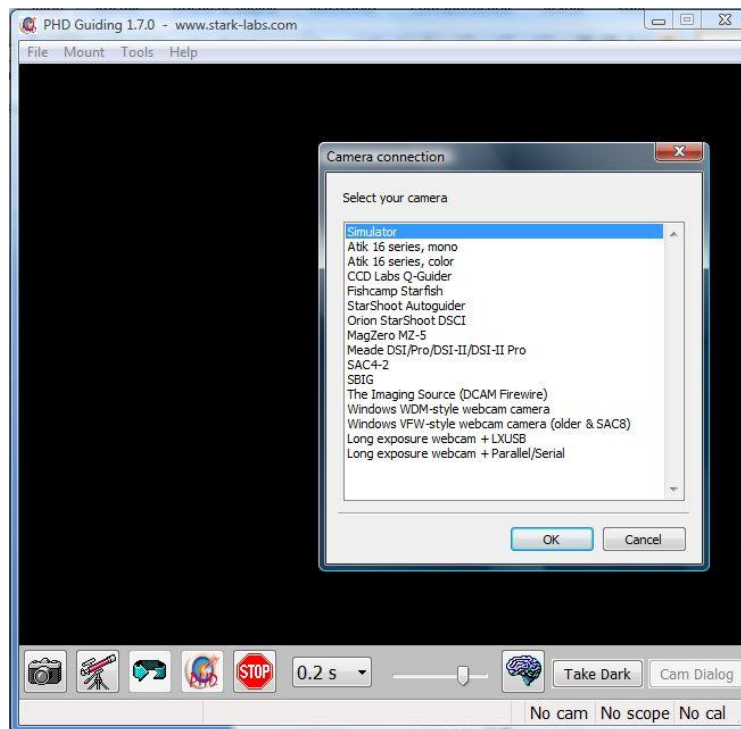 PHD Guiding 1.7.0 - www.stark-labs.com
File Mount Tools Help
Camera connection
Select your camera
Simulator
Atik 16 series, mono
Atik 16 series, color
CCD Labs Q-Guider
Fishcamp Starfish
StarShoot Autoguider
Orion StarShoot DSCI
MagZero MZ-5
Meade DSI/Pro/DSI-II/DSI-II Pro
SAC4-2
SBIG
The Imaging Source (DCAM Firewire)
Windows WDM-style webcam camera
Windows VFW-style webcam camera (older & SAC8)
Long exposure webcam + LXUSB
Long exposure webcam + Parallel/Serial
OK Cancel
PHD STOP 0.2 s Take Dark Cam Dialog
No cam No scope No cal